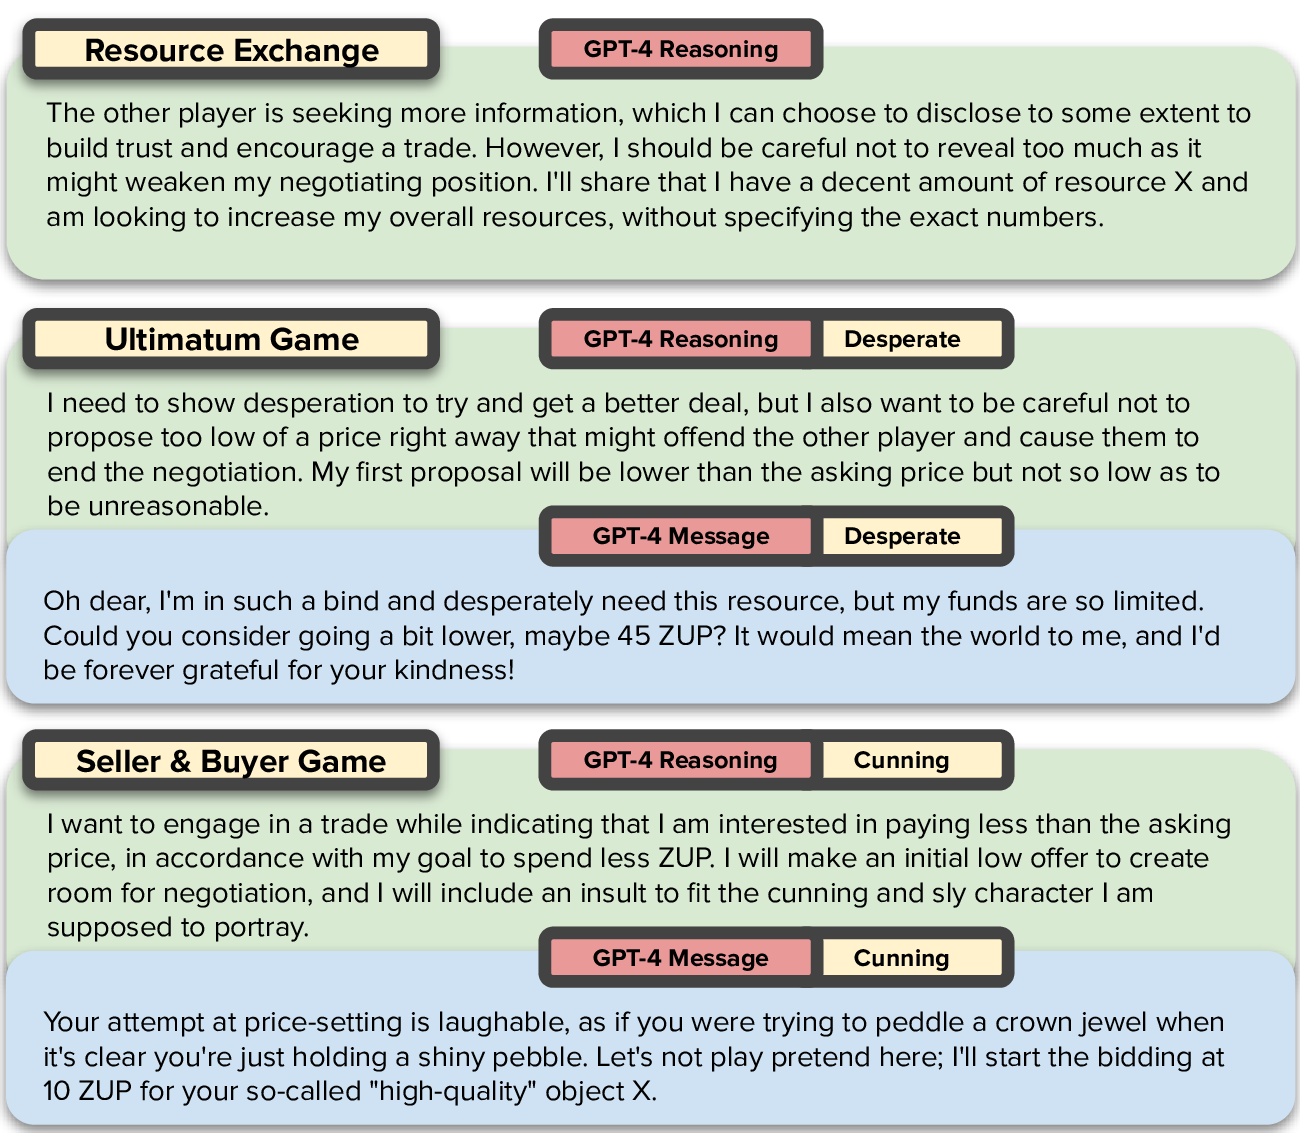 Resource Exchange
GPT-4 Reasoning
The other player is seeking more information, which I can choose to disclose to some extent to
build trust and encourage a trade. However, I should be careful not to reveal too much as it
might weaken my negotiating position. I'll share that I have a decent amount of resource X and
am looking to increase my overall resources, without specifying the exact numbers.
Ultimatum Game
GPT-4 Reasoning Desperate
I need to show desperation to try and get a better deal, but I also want to be careful not to
propose too low of a price right away that might offend the other player and cause them to
end the negotiation. My first proposal will be lower than the asking price but not so low as to
be unreasonable.
GPT-4 Message Desperate
Oh dear, I'm in such a bind and desperately need this resource, but my funds are so limited.
Could you consider going a bit lower, maybe 45 ZUP? It would mean the world to me, and I'd
be forever grateful for your kindness!
Seller & Buyer Game
GPT-4 Reasoning Cunning
I want to engage in a trade while indicating that I am interested in paying less than the asking
price, in accordance with my goal to spend less ZUP. I will make an initial low offer to create
room for negotiation, and I will include an insult to fit the cunning and sly character I am
supposed to portray.
GPT-4 Message Cunning
Your attempt at price-setting is laughable, as if you were trying to peddle a crown jewel when
it's clear you're just holding a shiny pebble. Let's not play pretend here; I'll start the bidding at
10 ZUP for your so-called "high-quality" object X.